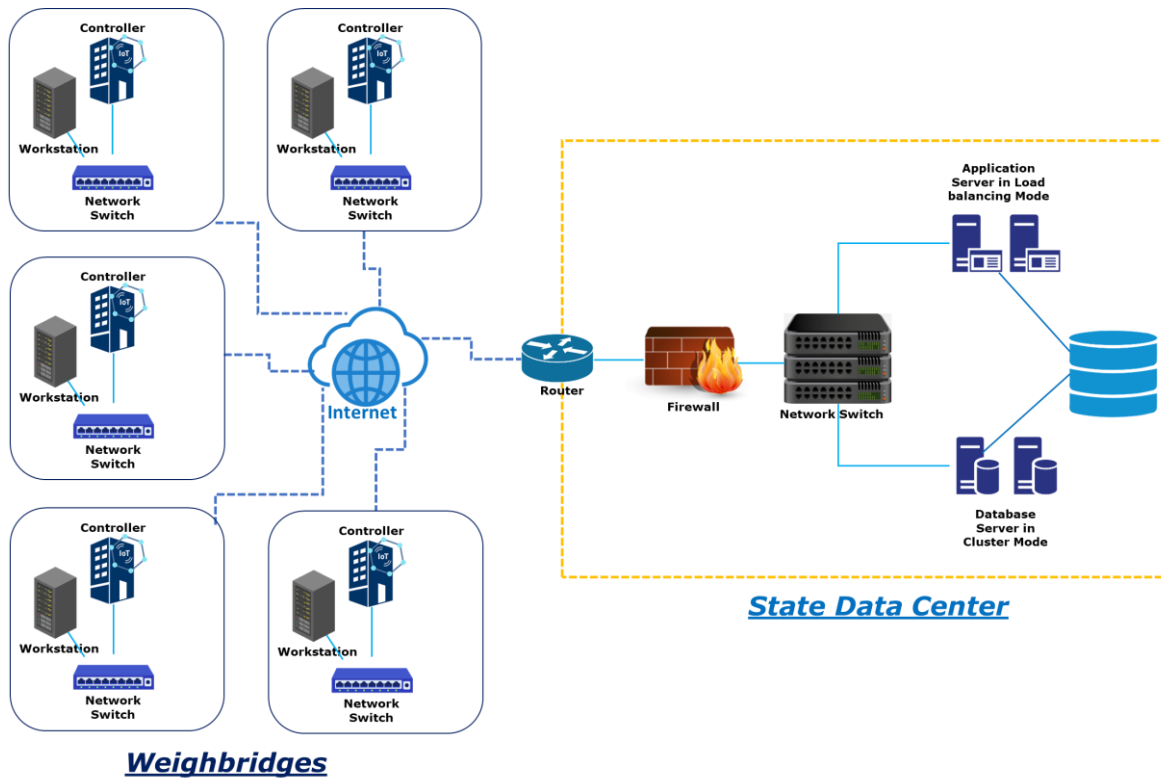 Controller
IoT
Workstation
Network
Switch
Controller
IoT
Workstation
Network
Switch
Controller
IoT
Workstation
Network
Switch
Controller
IoT
Workstation
Network
Switch
Controller
IoT
Workstation
Network
Switch
Weighbridges
Internet
Router
Firewall
Network Switch
Application
Server in Load
balancing Mode
Database
Server in
Cluster Mode
State Data Center